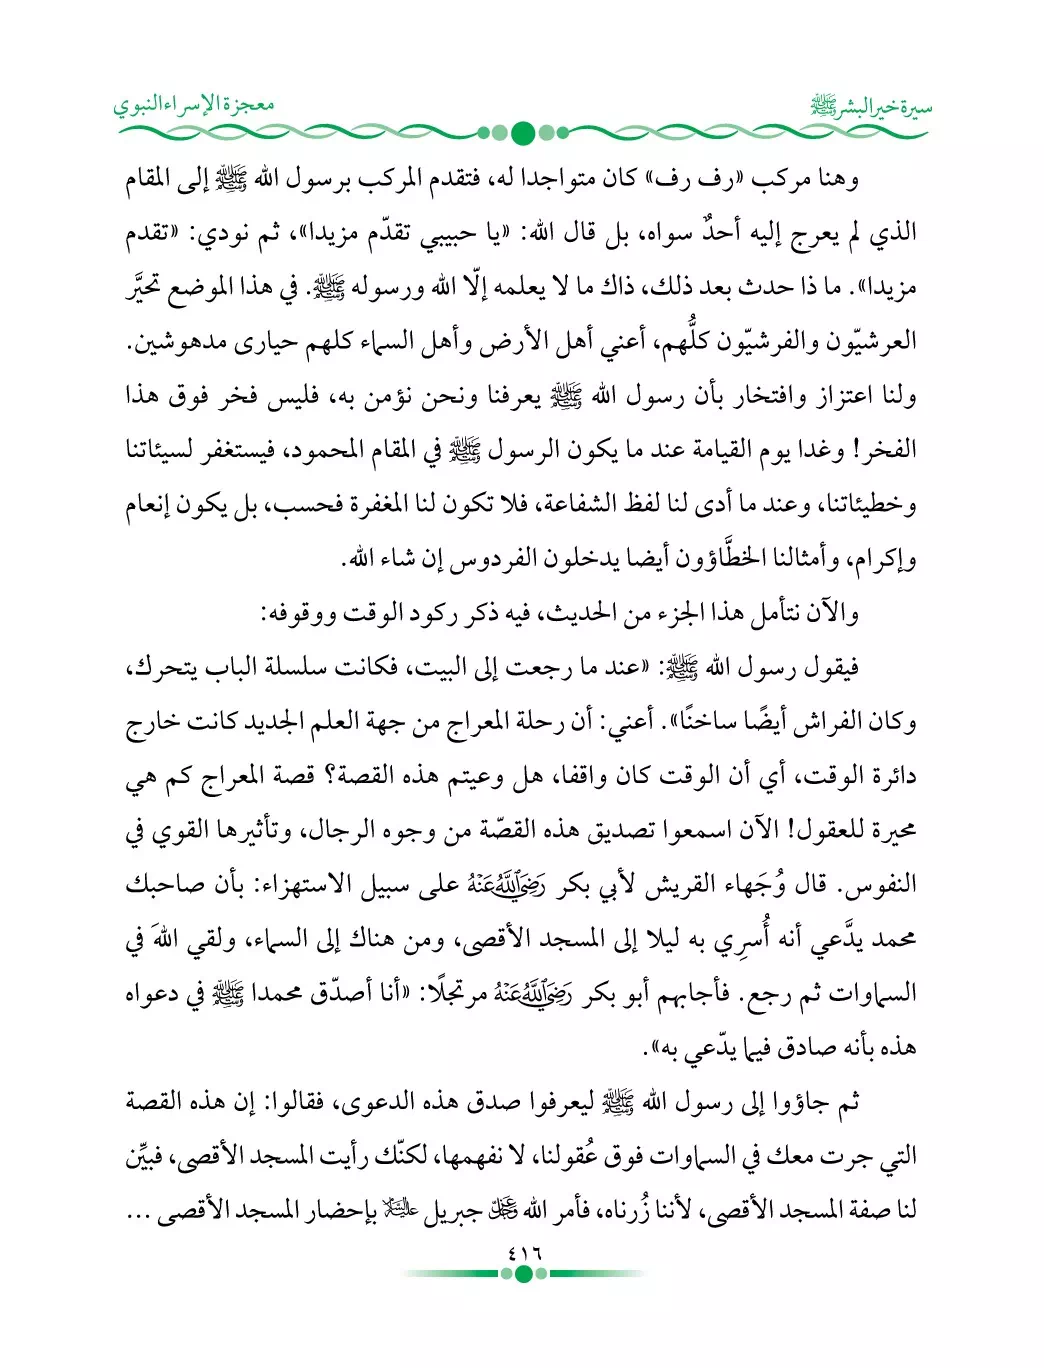 سيرة خير البشر ﷺ
معجزة الإسراء النبوي
وهنا مركب «رف رف» كان متواجدا له، فتقدم المركب برسول الله ﷺ إلى المقام
الذي لم يعرج إليه أحدٌ سواه، بل قال الله: «يا حبيبي تقدّم مزيدا»، ثم نودي: «تقدم
مزيدا». ما ذا حدث بعد ذلك، ذاك ما لا يعلمه إلّا الله ورسوله ﷺ. في هذا الموضع تحيَّر
العرشيّون والفرشيّون كلُّهم، أعني أهل الأرض وأهل السماء كلهم حيارى مدهوشين.
ولنا اعتزاز وافتخار بأن رسول الله ﷺ يعرفنا ونحن نؤمن به، فليس فخر فوق هذا
الفخر! وغدا يوم القيامة عند ما يكون الرسول ﷺ في المقام المحمود، فيستغفر لسيئاتنا
وخطيئاتنا، وعند ما أدى لنا لفظ الشفاعة، فلا تكون لنا المغفرة فحسب، بل يكون إنعام
وإكرام، وأمثالنا الخطَّاؤون أيضا يدخلون الفردوس إن شاء الله.
والآن نتأمل هذا الجزء من الحديث، فيه ذكر ركود الوقت ووقوفه:
فيقول رسول الله ﷺ: «عند ما رجعت إلى البيت، فكانت سلسلة الباب يتحرك،
وكان الفراش أيضًا ساخنًا». أعني: أن رحلة المعراج من جهة العلم الجديد كانت خارج
دائرة الوقت، أي أن الوقت كان واقفا، هل وعيتم هذه القصة؟ قصة المعراج كم هي
محيرة للعقول! الآن اسمعوا تصديق هذه القصّة من وجوه الرجال، وتأثيرها القوي في
النفوس. قال وُجَهاء القريش لأبي بكر رَضِيَ اللَّهُ عَنْهُ على سبيل الاستهزاء: بأن صاحبك
محمد يدَّعي أنه أُسرِي به ليلا إلى المسجد الأقصى، ومن هناك إلى السماء، ولقي اللهَ في
السماوات ثم رجع. فأجابهم أبو بكر رَضِيَ اللَّهُ عَنْهُ مرتجلًا: «أنا أصدّق محمدا ﷺ في دعواه
هذه بأنه صادق فيما يدّعي به».
ثم جاؤوا إلى رسول الله ﷺ ليعرفوا صدق هذه الدعوى، فقالوا: إن هذه القصة
التي جرت معك في السماوات فوق عُقولنا، لا نفهمها، لكنّك رأيت المسجد الأقصى، فبيِّن
لنا صفة المسجد الأقصى، لأننا زُرناه، فأمر الله عز وجل جبريل عليه السلام بإحضار المسجد الأقصى ...
٤١٦